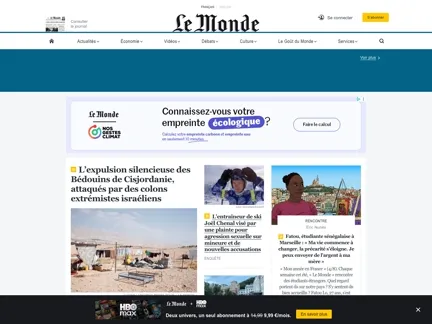 Français
Consulter
le journal
Le Monde
Se connecter
S'abonner
Actualités
Économie
Vidéos
Débats
Culture
Le Goût du Monde
Services
Voir plus
Le Monde
NOS
GESTES
CLIMAT
Connaissez-vous votre
empreinte écologique ?
Calculez votre empreinte carbone et empreinte eau
en seulement 15 minutes
Faire le calcul
L'expulsion silencieuse des
Bédouins de Cisjordanie,
attaqués par des colons
extrémistes israéliens
L'entraîneur de ski
Joël Chenal visé par
une plainte pour
agression sexuelle sur
mineure et de
nouvelles accusations
RENCONTRE
Fatou, étudiante sénégalaise à
Marseille : « Ma vie commence
à changer, la précarité s'éloigne. Je
peux envoyer de l'argent à ma
mère »
Le Monde + HBO max
HBO
max
Deux univers, un seul abonnement à 14,99 9,99 €/mois.
En savoir plus